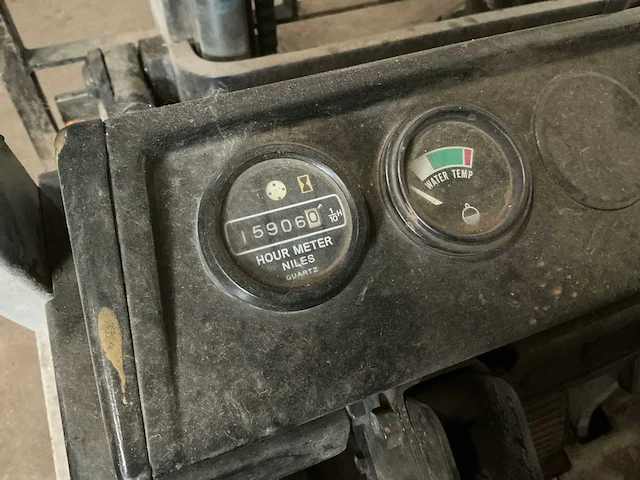 159060 1/10H
HOUR METER
NILES
QUARTZ
WATER TEMP